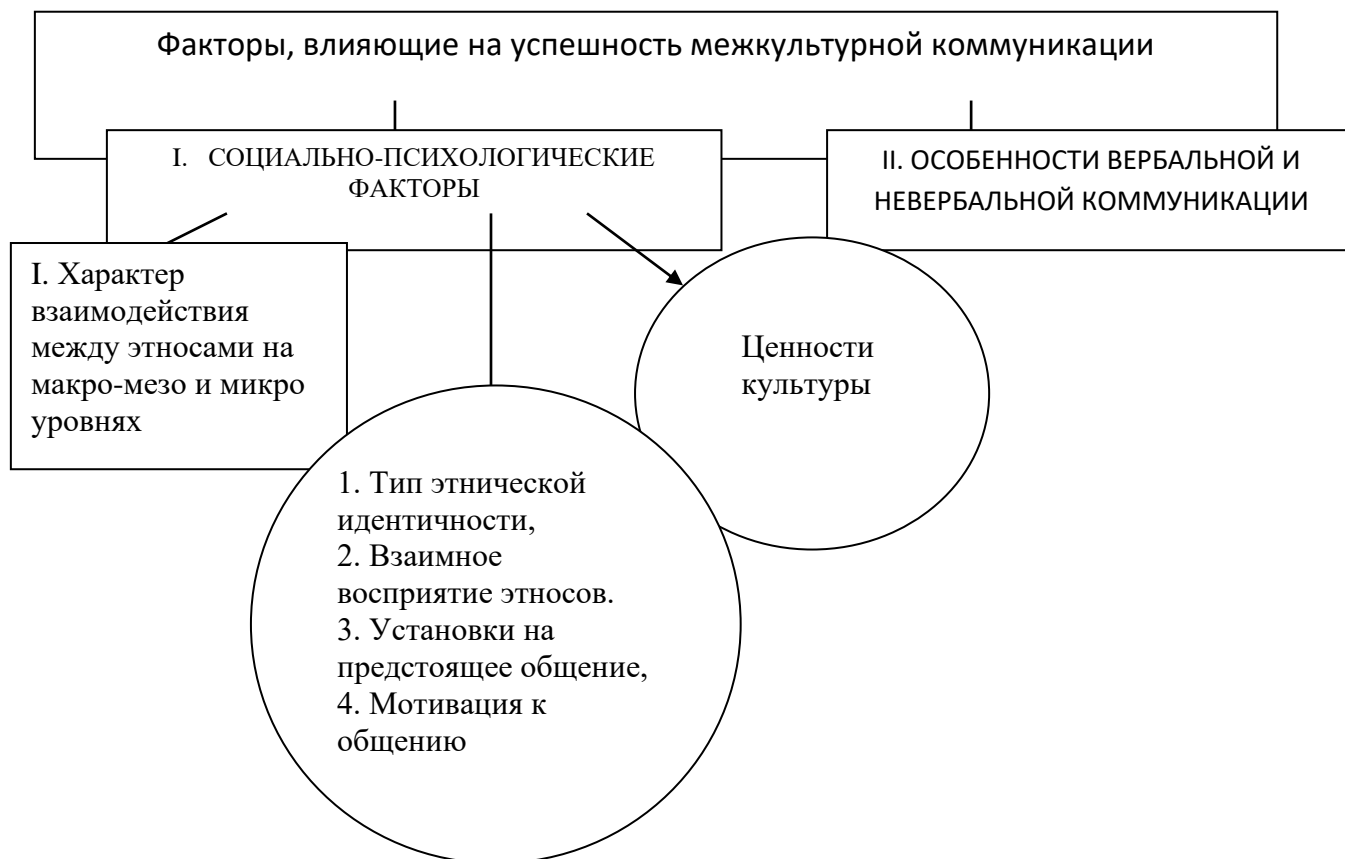 Факторы, влияющие на успешность межкультурной коммуникации
I. СОЦИАЛЬНО-ПСИХОЛОГИЧЕСКИЕ
ФАКТОРЫ
II. ОСОБЕННОСТИ ВЕРБАЛЬНОЙ И
НЕВЕРБАЛЬНОЙ КОММУНИКАЦИИ
I. Характер
взаимодействия
между этносами на
макро-мезо и микро
уровнях
Ценности
культуры
1. Тип этнической
идентичности,
2. Взаимное
восприятие этносов.
3. Установки на
предстоящее общение,
4. Мотивация к
общению